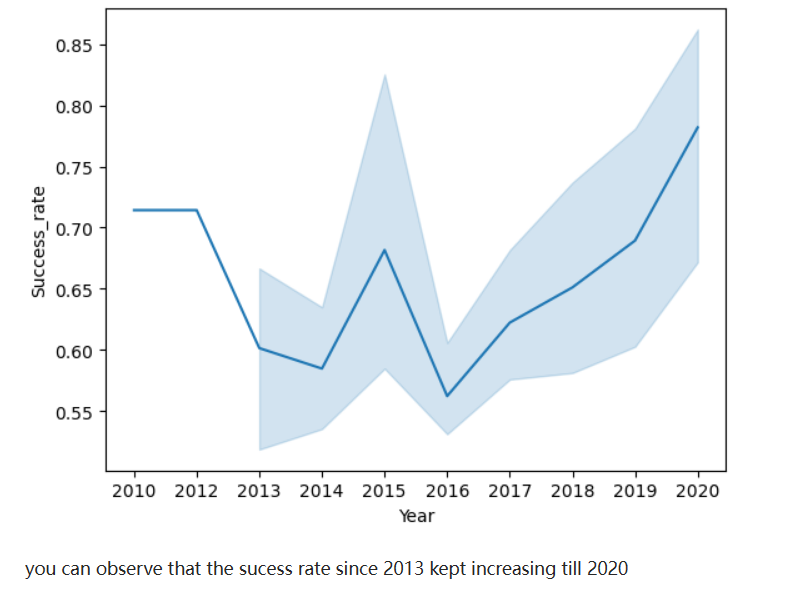 0.85
0.80
0.75
0.70
0.65
0.60
0.55
Success_rate
2010 2012 2013 2014 2015 2016 2017 2018 2019 2020
Year
you can observe that the sucess rate since 2013 kept increasing till 2020